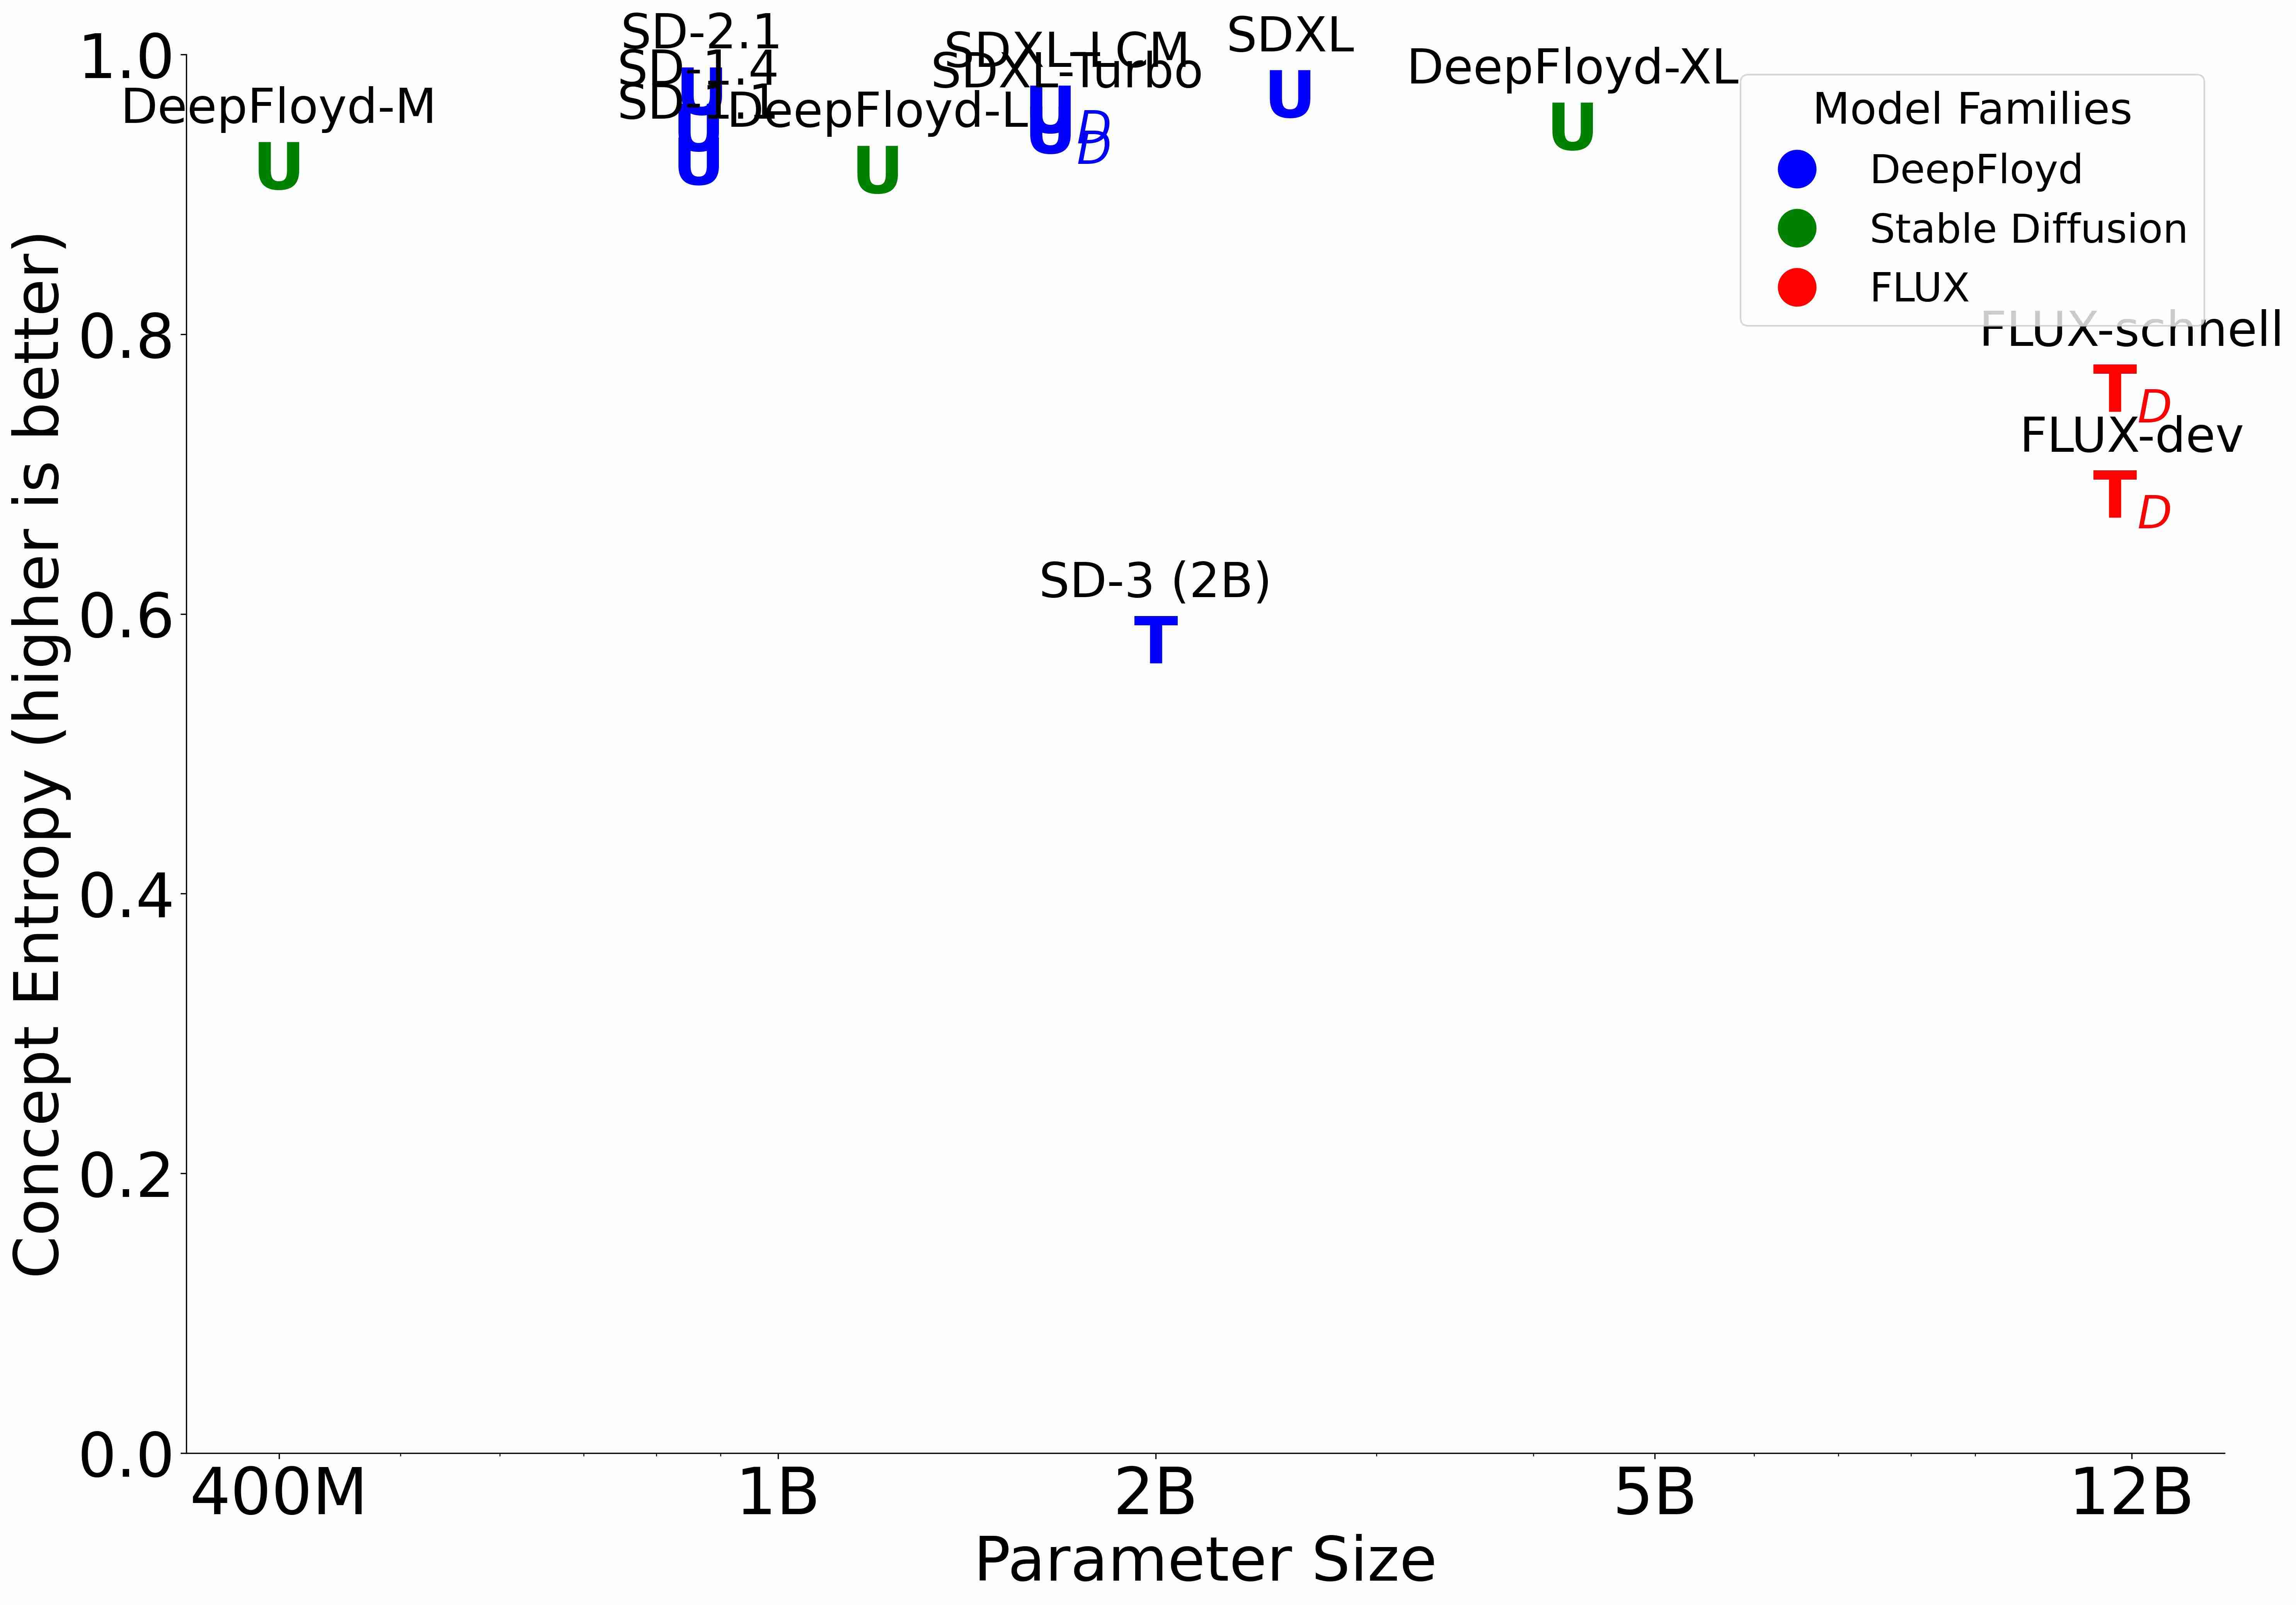 SD-2.1
SD-1.4
SD-1.1
SDXL-LCM
SDXL-Turbo
SDXL
DeepFloyd-XL
DeepFloyd-M
DeepFloyd-L
U
U
U
U
U
U
U
U
U
D
D
Model Families
DeepFloyd
Stable Diffusion
FLUX
FLUX-schnell
T D
FLUX-dev
T D
SD-3 (2B)
T
Concept Entropy (higher is better)
1.0
0.8
0.6
0.4
0.2
0.0
400M
1B
2B
5B
12B
Parameter Size